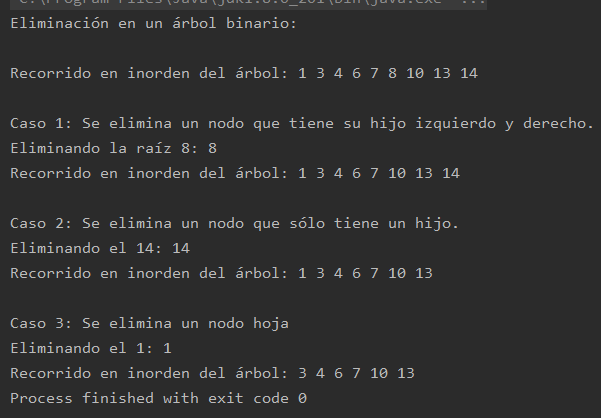 Eliminación en un árbol binario:
Recorrido en inorden del árbol: 1 3 4 6 7 8 10 13 14
Caso 1: Se elimina un nodo que tiene su hijo izquierdo y derecho.
Eliminando la raíz 8: 8
Recorrido en inorden del árbol: 1 3 4 6 7 10 13 14
Caso 2: Se elimina un nodo que sólo tiene un hijo.
Eliminando el 14: 14
Recorrido en inorden del árbol: 1 3 4 6 7 10 13
Caso 3: Se elimina un nodo hoja
Eliminando el 1: 1
Recorrido en inorden del árbol: 3 4 6 7 10 13
Process finished with exit code 0